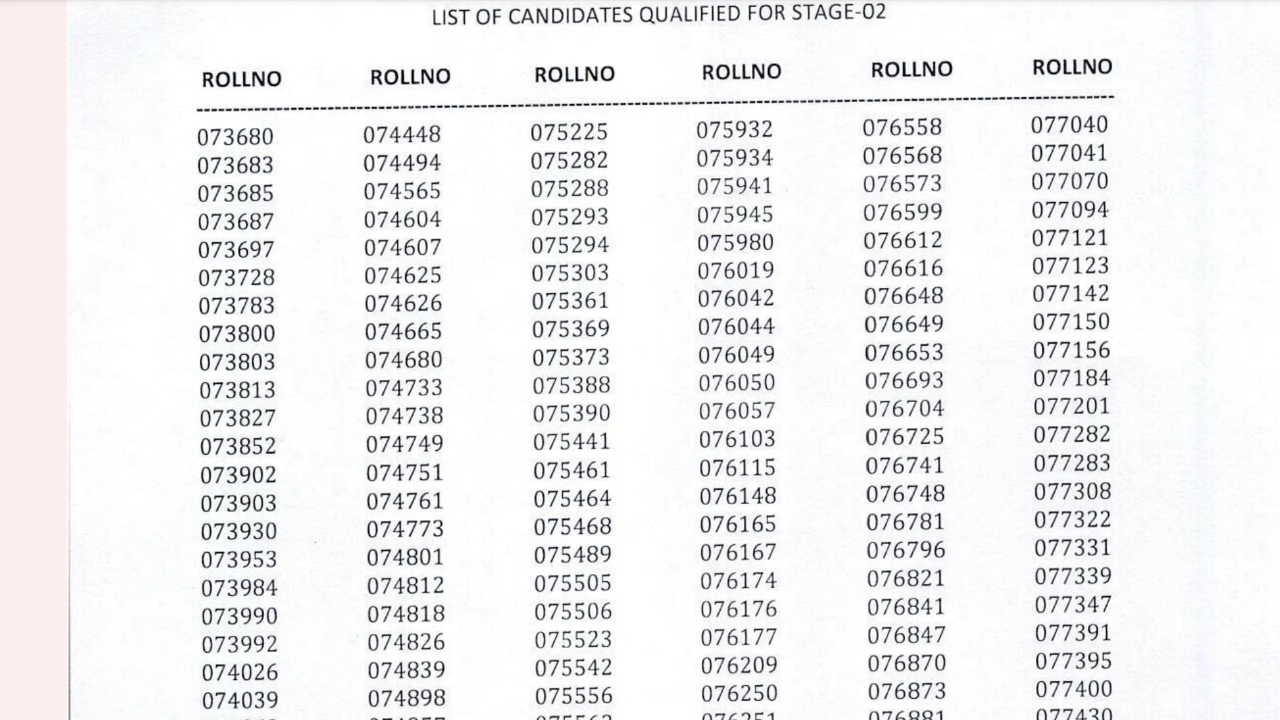 LIST OF CANDIDATES QUALIFIED FOR STAGE-02
ROLLNO ROLLNO ROLLNO ROLLNO ROLLNO ROLLNO
--------------------------------------------------------------------------------
073680 074448 075225 075932 076558 077040
073683 074494 075282 075934 076568 077041
073685 074565 075288 075941 076573 077070
073687 074604 075293 075945 076599 077094
073697 074607 075294 075980 076612 077121
073728 074625 075303 076019 076616 077123
073783 074626 075361 076042 076648 077142
073800 074665 075369 076044 076649 077150
073803 074680 075373 076049 076653 077156
073813 074733 075388 076050 076693 077184
073827 074738 075390 076057 076704 077201
073852 074749 075441 076103 076725 077282
073902 074751 075461 076115 076741 077283
073903 074761 075464 076148 076748 077308
073930 074773 075468 076165 076781 077322
073953 074801 075489 076167 076796 077331
073984 074812 075505 076174 076821 077339
073990 074818 075506 076176 076841 077347
073992 074826 075523 076177 076847 077391
074026 074839 075542 076209 076870 077395
074039 074898 075556 076250 076873 077400
076881 077430